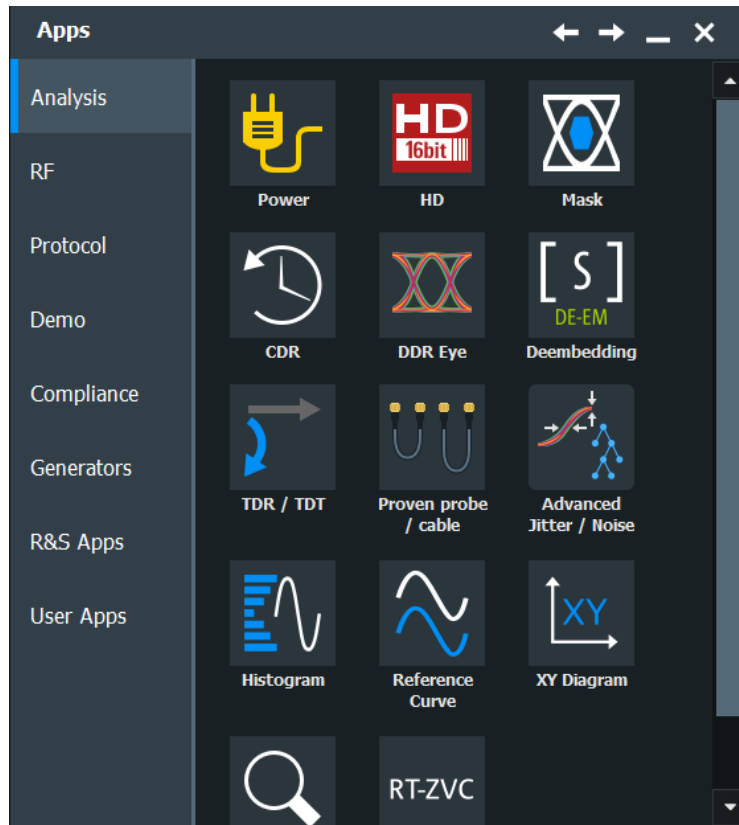 Apps
Analysis
RF
Protocol
Demo
Compliance
Generators
R&S Apps
User Apps
HD
16bit
Power
HD
Mask
[ S ]
DE-EM
CDR
DDR Eye
Deembedding
TDR / TDT
Proven probe
/ cable
Advanced
Jitter / Noise
XY
Histogram
Reference
Curve
XY Diagram
RT-ZVC